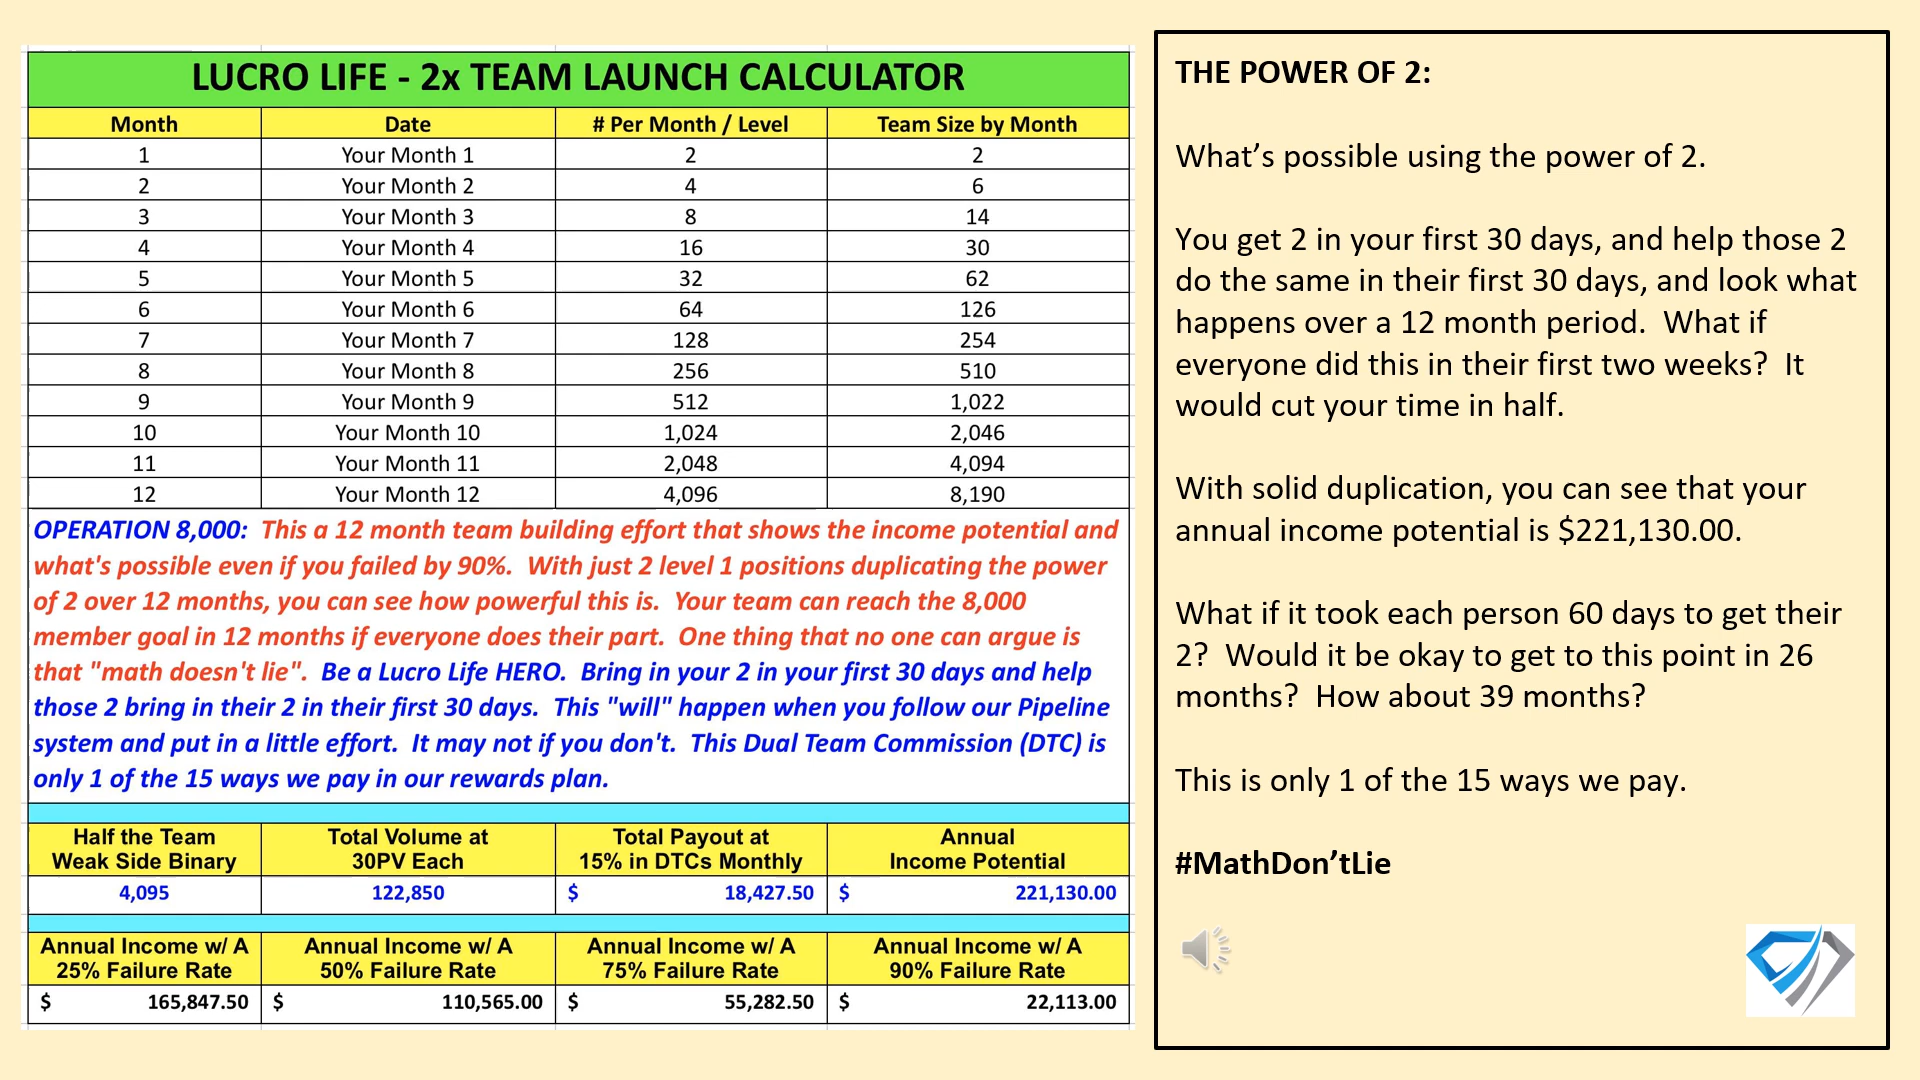 LUCRO LIFE - 2x TEAM LAUNCH CALCULATOR
Month Date # Per Month / Level Team Size by Month
1 Your Month 1 2 2
2 Your Month 2 4 6
3 Your Month 3 8 14
4 Your Month 4 16 30
5 Your Month 5 32 62
6 Your Month 6 64 126
7 Your Month 7 128 254
8 Your Month 8 256 510
9 Your Month 9 512 1,022
10 Your Month 10 1,024 2,046
11 Your Month 11 2,048 4,094
12 Your Month 12 4,096 8,190
OPERATION 8,000: This a 12 month team building effort that shows the income potential and
what's possible even if you failed by 90%. With just 2 level 1 positions duplicating the power
of 2 over 12 months, you can see how powerful this is. Your team can reach the 8,000
member goal in 12 months if everyone does their part. One thing that no one can argue is
that "math doesn't lie". Be a Lucro Life HERO. Bring in your 2 in your first 30 days and help
those 2 bring in their 2 in their first 30 days. This "will" happen when you follow our Pipeline
system and put in a little effort. It may not if you don't. This Dual Team Commission (DTC) is
only 1 of the 15 ways we pay in our rewards plan.
Half the Team Total Volume at Total Payout at Annual
Weak Side Binary 30PV Each 15% in DTCs Monthly Income Potential
4,095 122,850 $ 18,427.50 $ 221,130.00
Annual Income w/ A Annual Income w/ A Annual Income w/ A Annual Income w/ A
25% Failure Rate 50% Failure Rate 75% Failure Rate 90% Failure Rate
$ 165,847.50 $ 110,565.00 $ 55,282.50 $ 22,113.00
THE POWER OF 2:
What’s possible using the power of 2.
You get 2 in your first 30 days, and help those 2
do the same in their first 30 days, and look what
happens over a 12 month period. What if
everyone did this in their first two weeks? It
would cut your time in half.
With solid duplication, you can see that your
annual income potential is $221,130.00.
What if it took each person 60 days to get their
2? Would it be okay to get to this point in 26
months? How about 39 months?
This is only 1 of the 15 ways we pay.
#MathDon’tLie